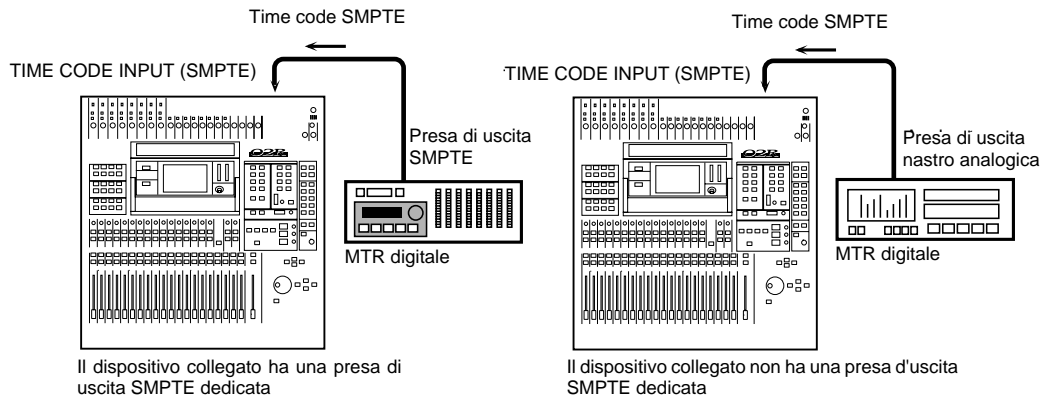 Time code SMPTE
TIME CODE INPUT (SMPTE)
Presa di uscita
SMPTE
MTR digitale
Il dispositivo collegato ha una presa di
uscita SMPTE dedicata
Time code SMPTE
TIME CODE INPUT (SMPTE)
Presa di uscita
nastro analogica
MTR digitale
Il dispositivo collegato non ha una presa d'uscita
SMPTE dedicata